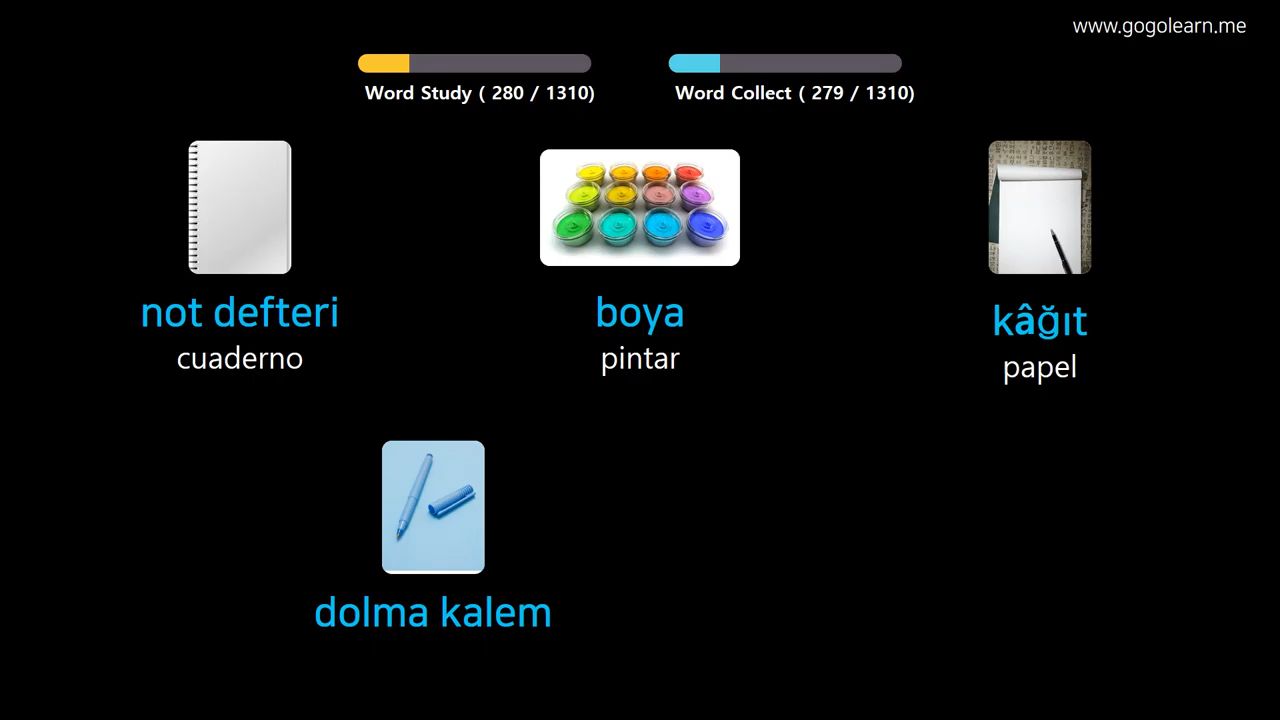 www.gogolearn.me
Word Study ( 280 / 1310)
Word Collect ( 279 / 1310)
not defteri
cuaderno
boya
pintar
kâğıt
papel
dolma kalem